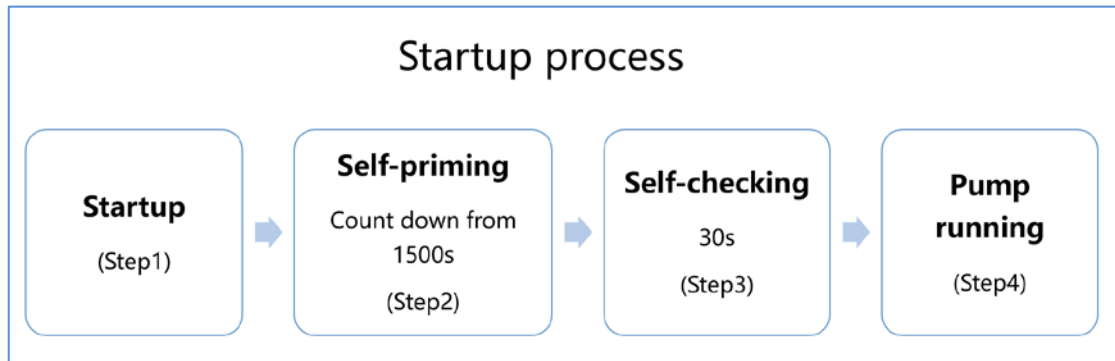 Startup process
Startup
(Step1)
Self-priming
Count down from
1500s
(Step2)
Self-checking
30s
(Step3)
Pump
running
(Step4)